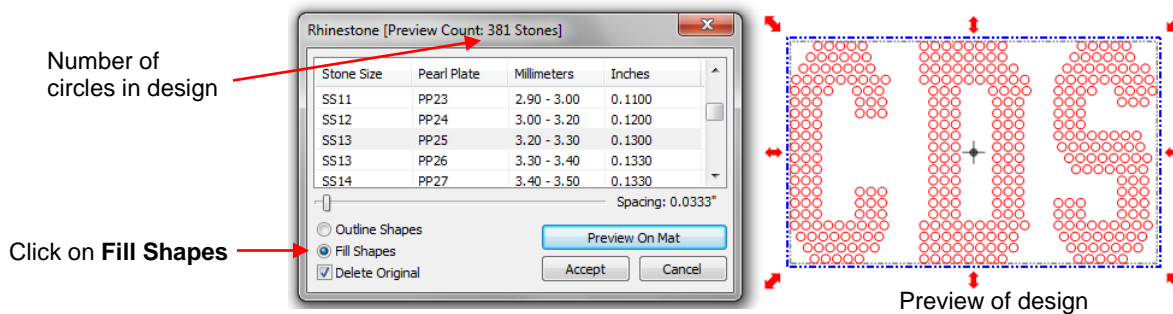 Number of
circles in design
Click on Fill Shapes
Rhinestone [Preview Count: 381 Stones]
Stone Size Pearl Plate Millimeters Inches
SS11 PP23 2.90 - 3.00 0.1100
SS12 PP24 3.00 - 3.20 0.1200
SS13 PP25 3.20 - 3.30 0.1300
SS13 PP26 3.30 - 3.40 0.1330
SS14 PP27 3.40 - 3.50 0.1330
Spacing: 0.0333"
Outline Shapes
Fill Shapes
Delete Original
Preview On Mat
Accept Cancel
CDS
Preview of design